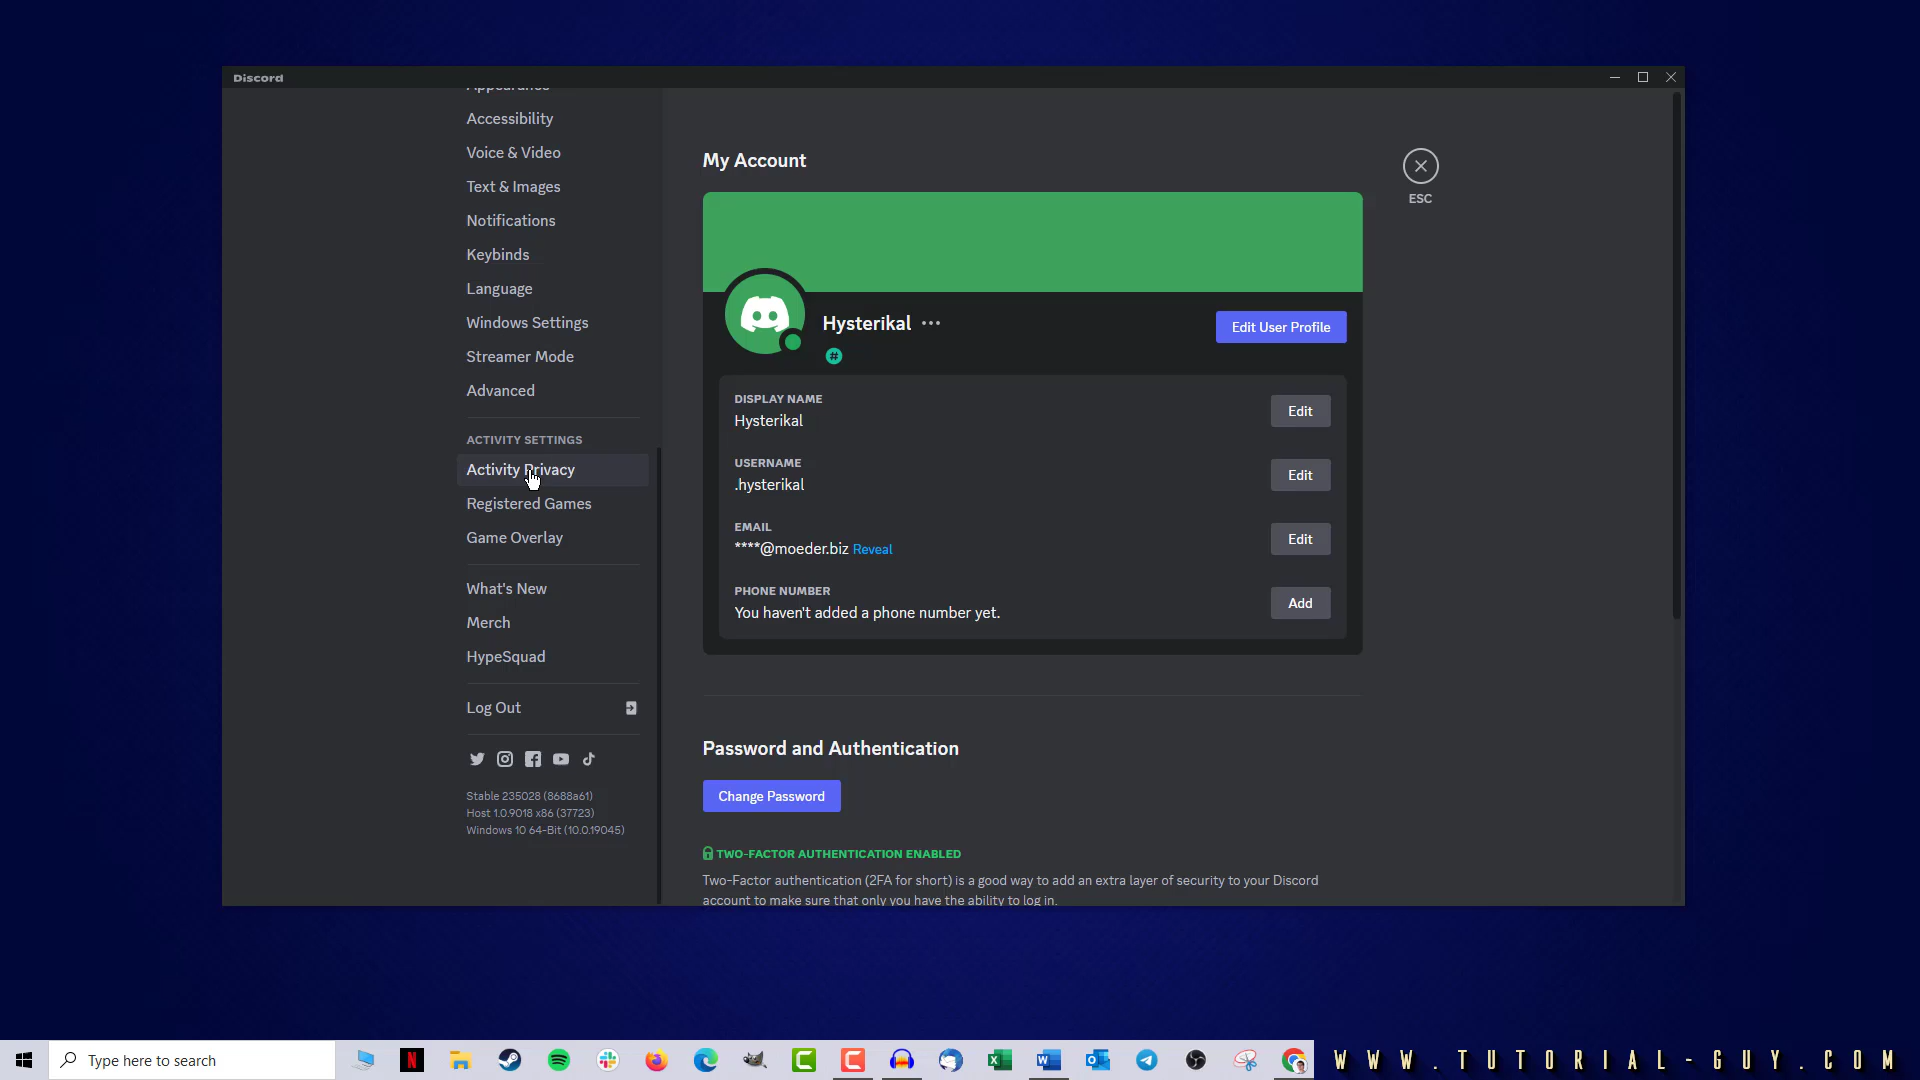 Discord
Appearance
Accessibility
Voice & Video
Text & Images
Notifications
Keybinds
Language
Windows Settings
Streamer Mode
Advanced
ACTIVITY SETTINGS
Activity Privacy
Registered Games
Game Overlay
What's New
Merch
HypeSquad
Log Out
Stable 235028 (8688a61)
Host 1.0.9018 x86 (37723)
Windows 10 64-Bit (10.0.19045)
My Account
ESC
Hysterikal
Edit User Profile
#
DISPLAY NAME
Hysterikal
Edit
USERNAME
.hysterikal
Edit
EMAIL
****@moeder.biz Reveal
Edit
PHONE NUMBER
You haven't added a phone number yet.
Add
Password and Authentication
Change Password
TWO-FACTOR AUTHENTICATION ENABLED
Two-Factor authentication (2FA for short) is a good way to add an extra layer of security to your Discord
account to make sure that only you have the ability to log in.
Type here to search
WWW.TUTORIAL-GUY.COM